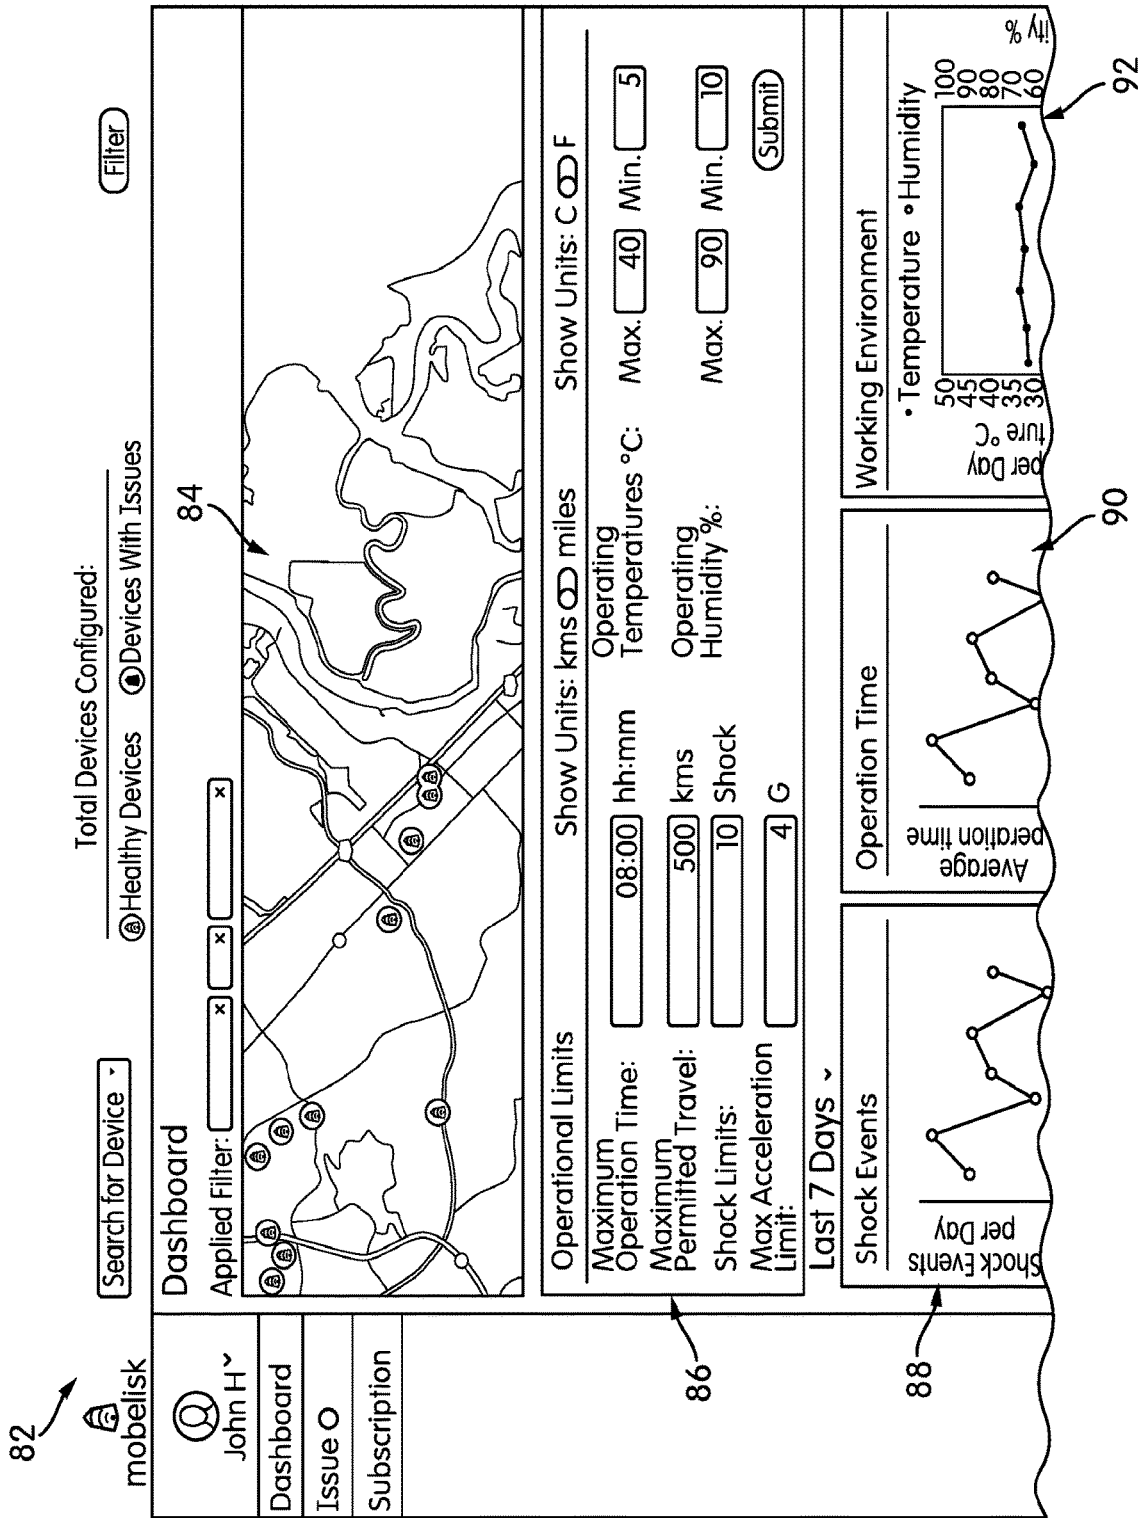 82
mobelisk
Search for Device
Total Devices Configured:
Healthy Devices
Devices With Issues
Filter
John H
Dashboard
Issue
Subscription
Dashboard
Applied Filter:
x
x
x
84
86
Operational Limits
Show Units: kms miles
Show Units: C F
Maximum
Operation Time: 08:00 hh:mm
Maximum
Permitted Travel: 500 kms
Shock Limits: 10 Shock
Max Acceleration
Limit: 4 G
Operating
Temperatures °C: Max. 40 Min. 5
Operating
Humidity %: Max. 90 Min. 10
Submit
Last 7 Days
88
Shock Events
Shock Events
per Day
Operation Time
Average
peration time
90
Working Environment
• Temperature • Humidity
per Day
ture °C
50
45
40
35
30
100
90
80
70
60
ity %
92